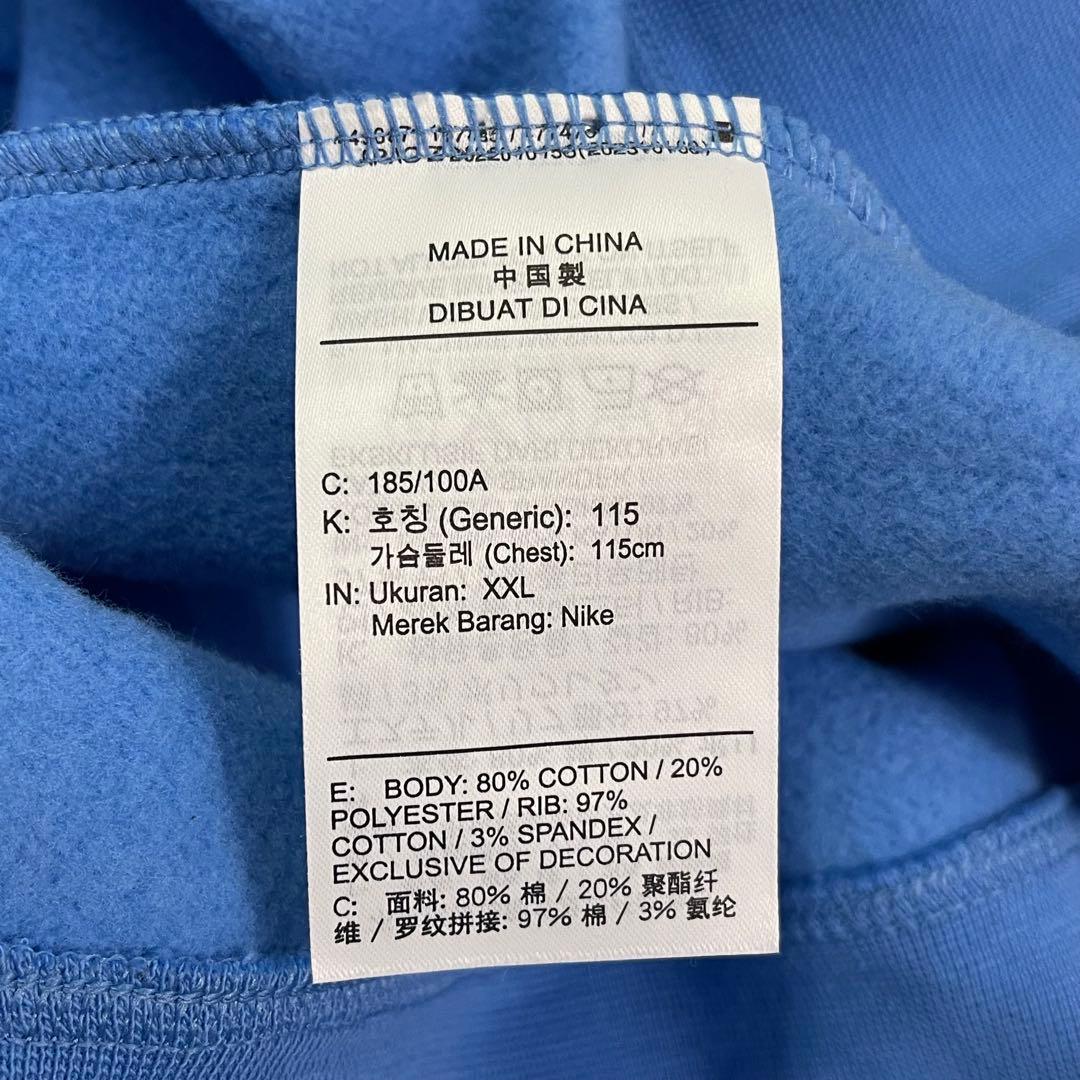 MADE IN CHINA
中国製
DIBUAT DI CINA
C: 185/100A
K: 호칭 (Generic): 115
가슴둘레 (Chest): 115cm
IN: Ukuran: XXL
Merek Barang: Nike
E: BODY: 80% COTTON / 20%
POLYESTER / RIB: 97%
COTTON / 3% SPANDEX /
EXCLUSIVE OF DECORATION
C: 面料: 80% 棉 / 20% 聚酯纤
维 / 罗纹拼接: 97% 棉 / 3% 氨纶